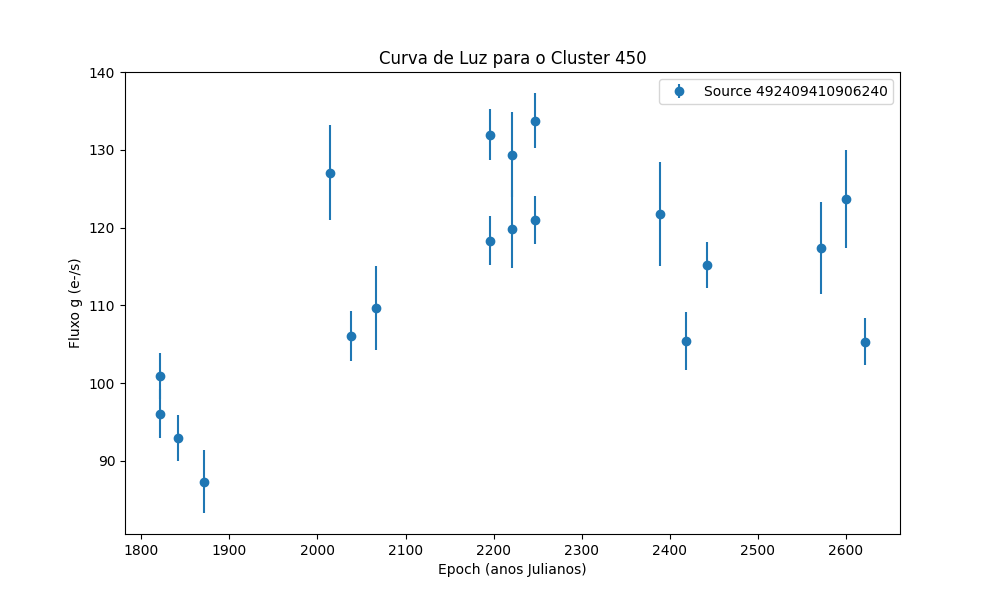 Curva de Luz para o Cluster 450
Source 492409410906240
Fluxo g (e-/s)
140
130
120
110
100
90
1800 1900 2000 2100 2200 2300 2400 2500 2600
Epoch (anos Julianos)